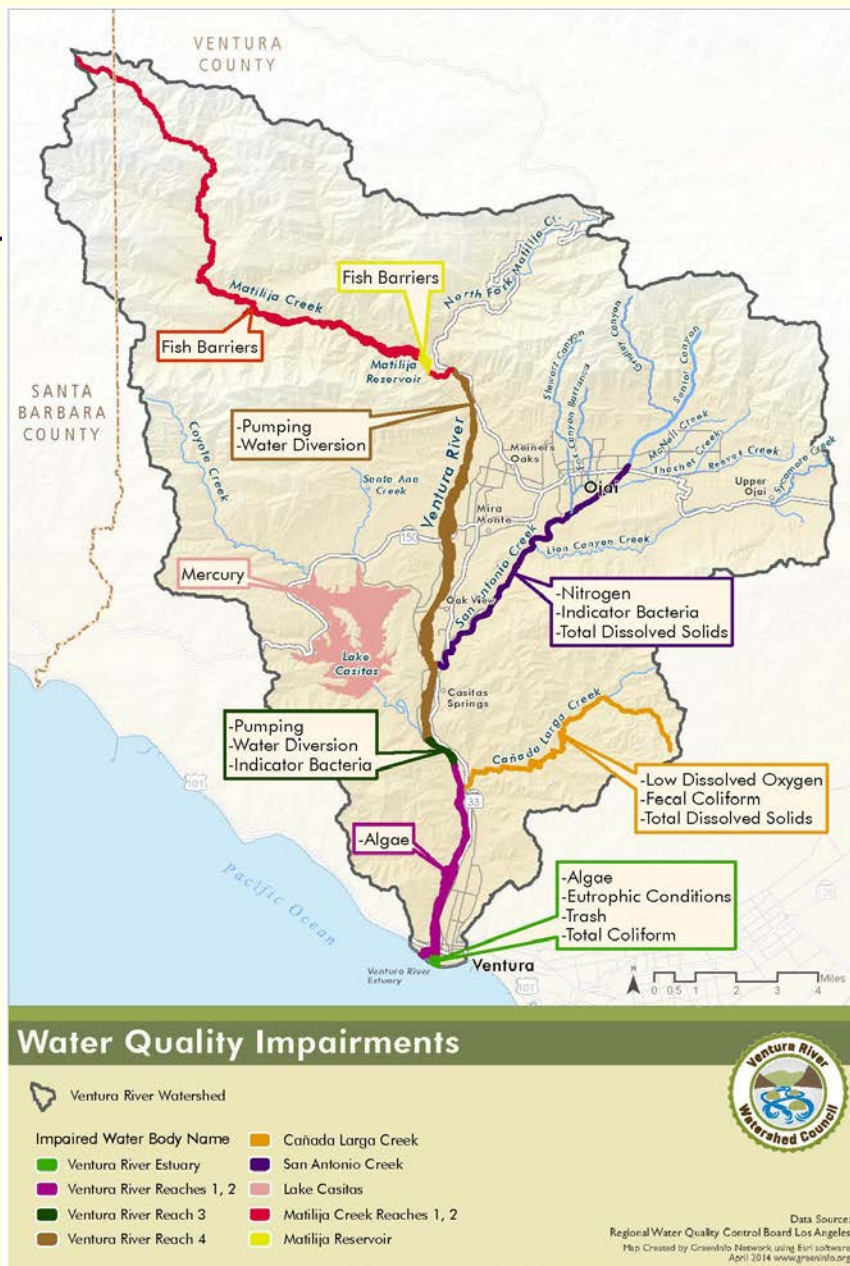 VENTURA
COUNTY
North Fork Matilija Cr.
Fish Barriers
Matilija Creek
Fish Barriers
Matilija
Reservoir
Stewart Canyon
Fox Canyon Barranca
Gridley Canyon
Senior Canyon
SANTA
BARBARA
COUNTY
-Pumping
-Water Diversion
Coyote Creek
Santa Ana
Creek
Ventura River
Meiners
Oaks
McNell Creek
Thacher Creek
Reeves Creek
Sycamore Creek
Ojai
Upper
Ojai
Mira
Monte
150
Lion Canyon Creek
San Antonio Creek
Mercury
Oak View
-Nitrogen
-Indicator Bacteria
-Total Dissolved Solids
Lake
Casitas
Casitas
Springs
-Pumping
-Water Diversion
-Indicator Bacteria
Cañada Larga Creek
101
33
-Low Dissolved Oxygen
-Fecal Coliform
-Total Dissolved Solids
-Algae
-Algae
-Eutrophic Conditions
-Trash
-Total Coliform
Pacific Ocean
Ventura River
Estuary
Ventura
101
N
Miles
0 0.5 1 2 3 4
Water Quality Impairments
Ventura River Watershed
Impaired Water Body Name
Ventura River Estuary
Ventura River Reaches 1, 2
Ventura River Reach 3
Ventura River Reach 4
Cañada Larga Creek
San Antonio Creek
Lake Casitas
Matilija Creek Reaches 1, 2
Matilija Reservoir
Ventura River
Watershed Council
Data Source:
Regional Water Quality Control Board Los Angeles
Map Created by GreenInfo Network using Esri software
April 2014 www.greeninfo.org